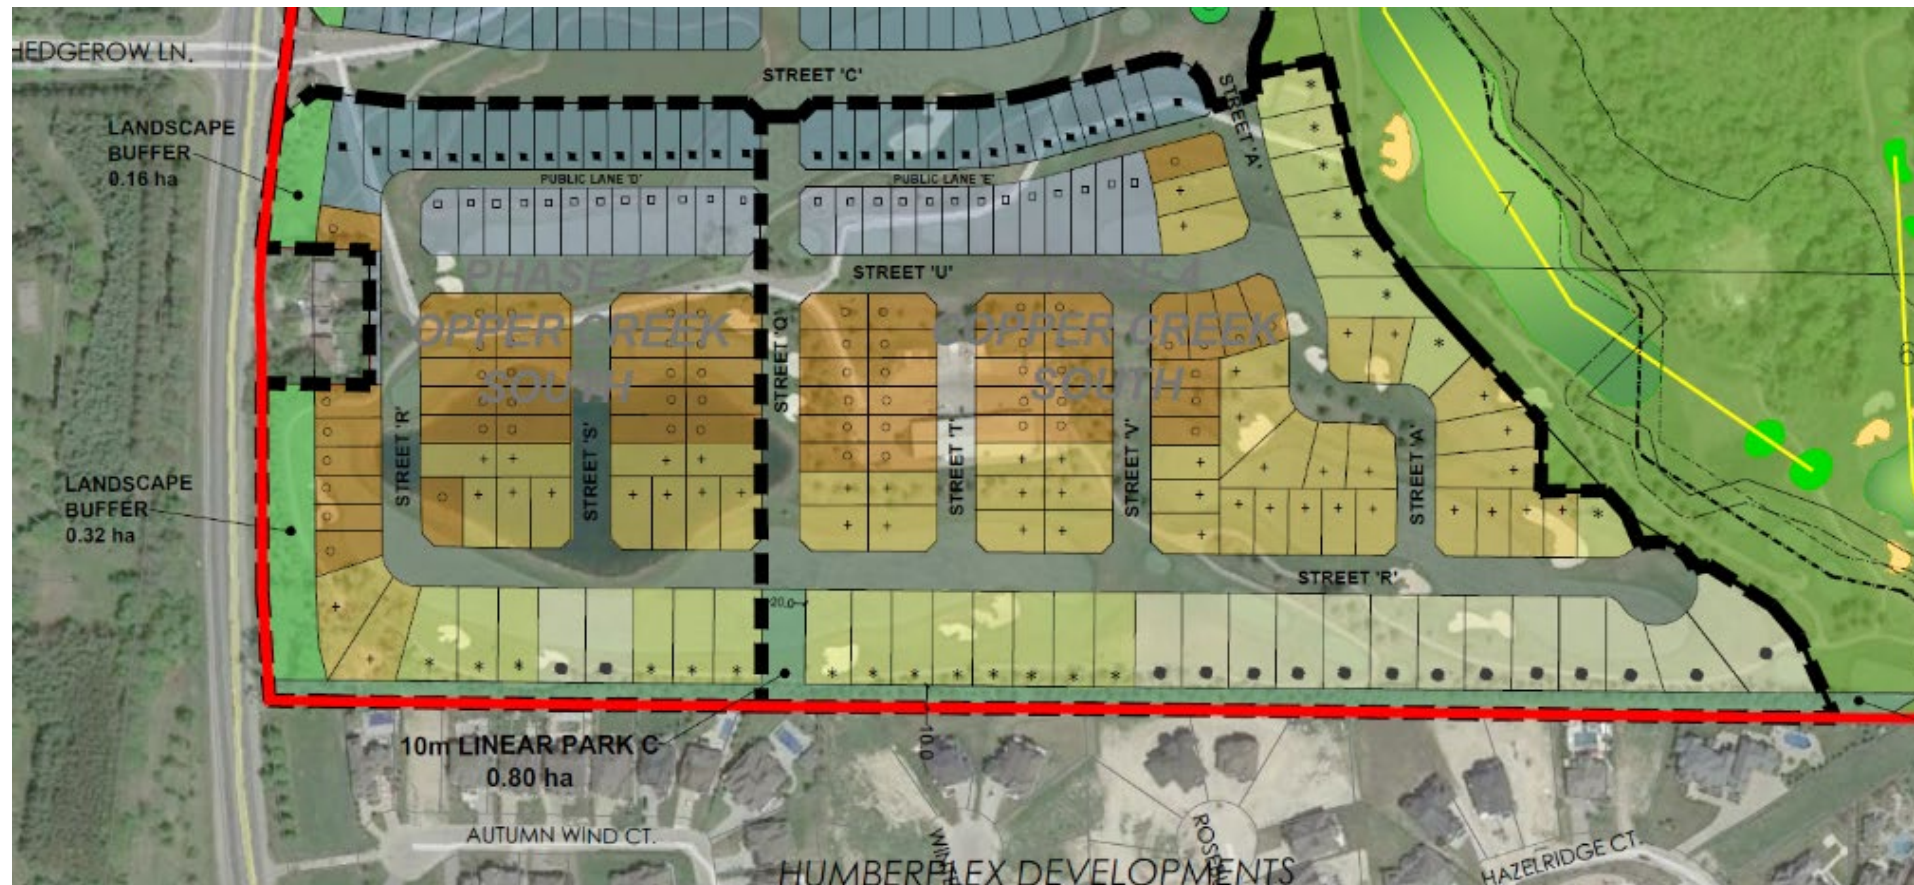 HEDGEROW LN.
STREET 'C'
STREET 'A'
LANDSCAPE
BUFFER
0.16 ha
PUBLIC LANE 'D'
PUBLIC LANE 'E'
7
STREET 'U'
PHASE 3
COPPER CREEK
SOUTH
PHASE 4
COPPER CREEK
SOUTH
6
STREET 'Q'
STREET 'R'
STREET 'S'
STREET 'T'
STREET 'V'
STREET 'A'
LANDSCAPE
BUFFER
0.32 ha
STREET 'R'
20.0
10m LINEAR PARK C
0.80 ha
10.0
AUTUMN WIND CT.
HUMBERPLEX DEVELOPMENTS
HAZELRIDGE CT.